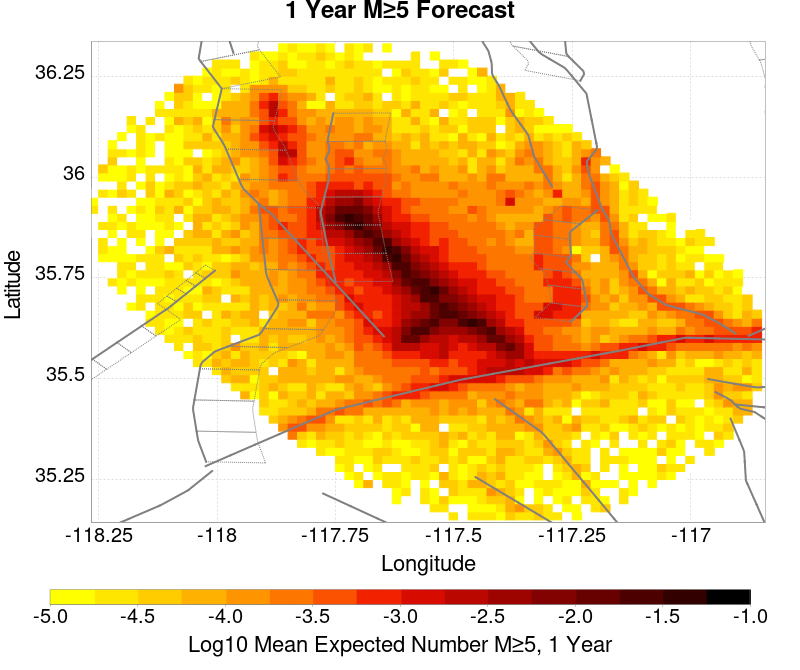 1 Year M≥5 Forecast
36.25
36
35.75
35.5
35.25
Latitude
-118.25 -118 -117.75 -117.5 -117.25 -117
Longitude
-5.0 -4.5 -4.0 -3.5 -3.0 -2.5 -2.0 -1.5 -1.0
Log10 Mean Expected Number M≥5, 1 Year